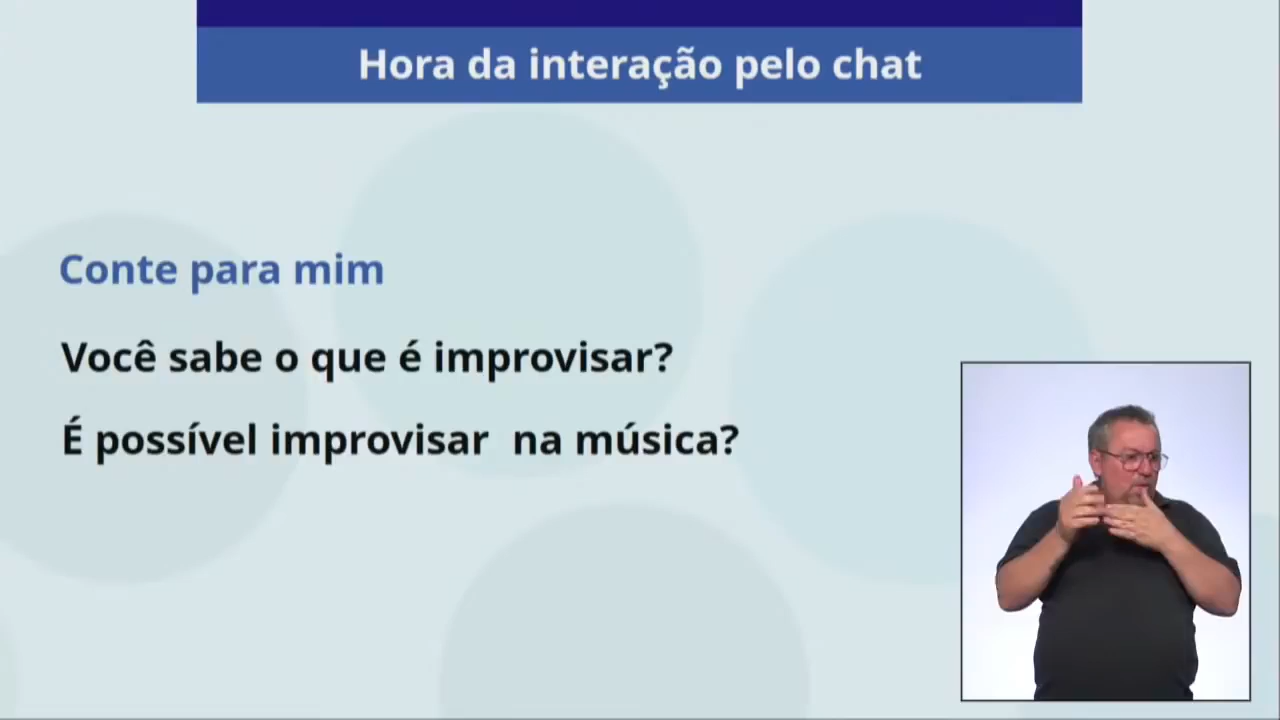 Hora da interação pelo chat
Conte para mim
Você sabe o que é improvisar?
É possível improvisar  na música?